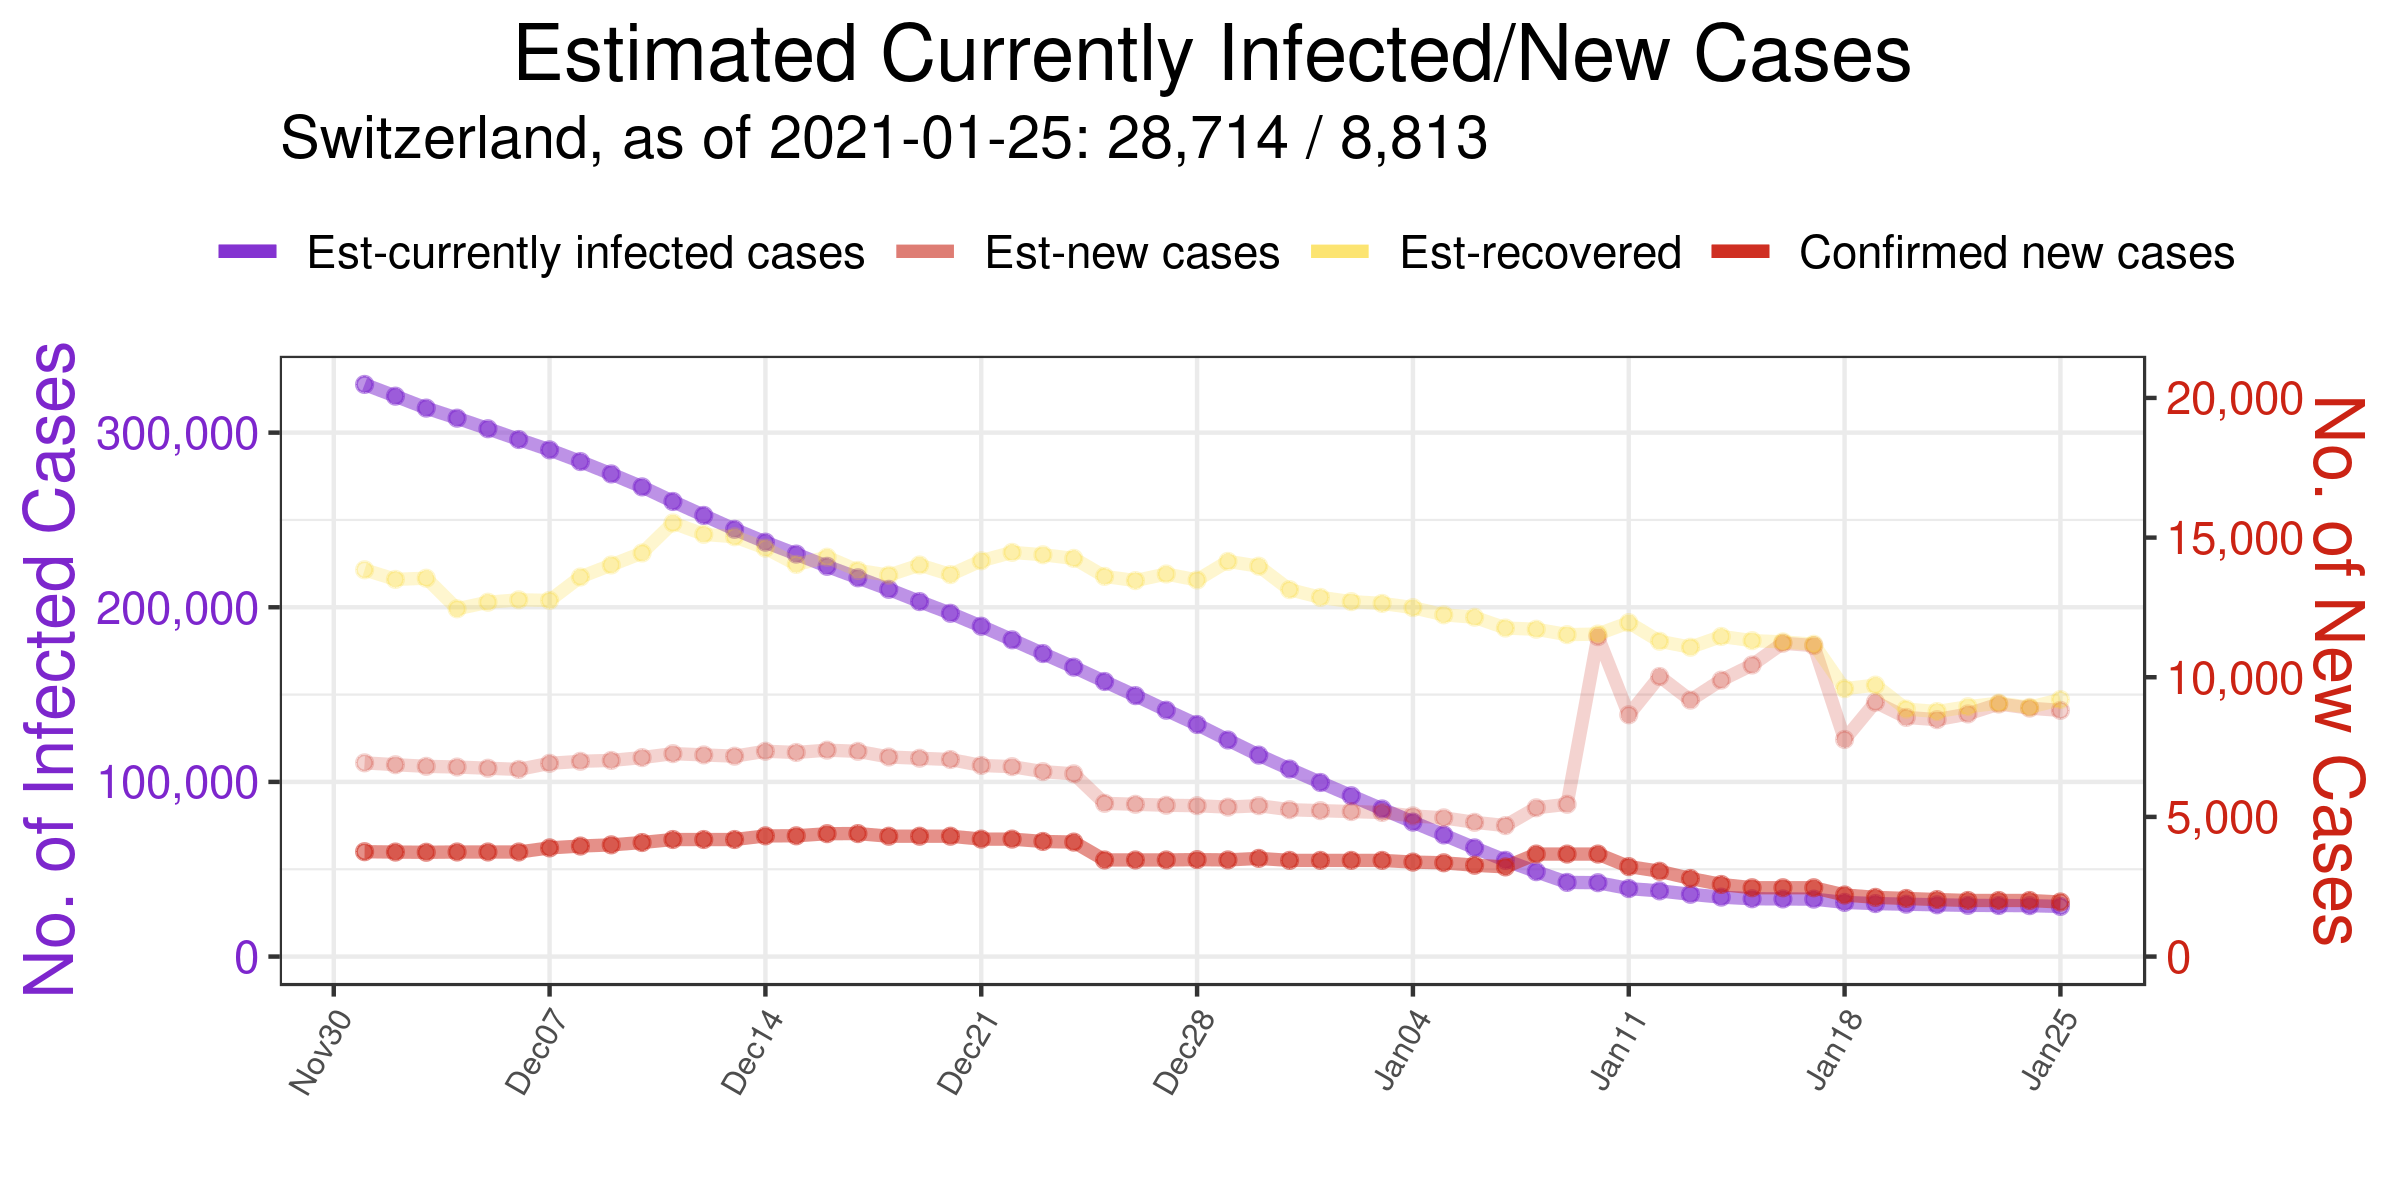 Estimated Currently Infected/New Cases
Switzerland, as of 2021-01-25: 28,714 / 8,813
Est-currently infected cases
Est-new cases
Est-recovered
Confirmed new cases
No. of Infected Cases
300,000
200,000
100,000
0
20,000
15,000
10,000
5,000
0
No. of New Cases
Nov30
Dec07
Dec14
Dec21
Dec28
Jan04
Jan11
Jan18
Jan25